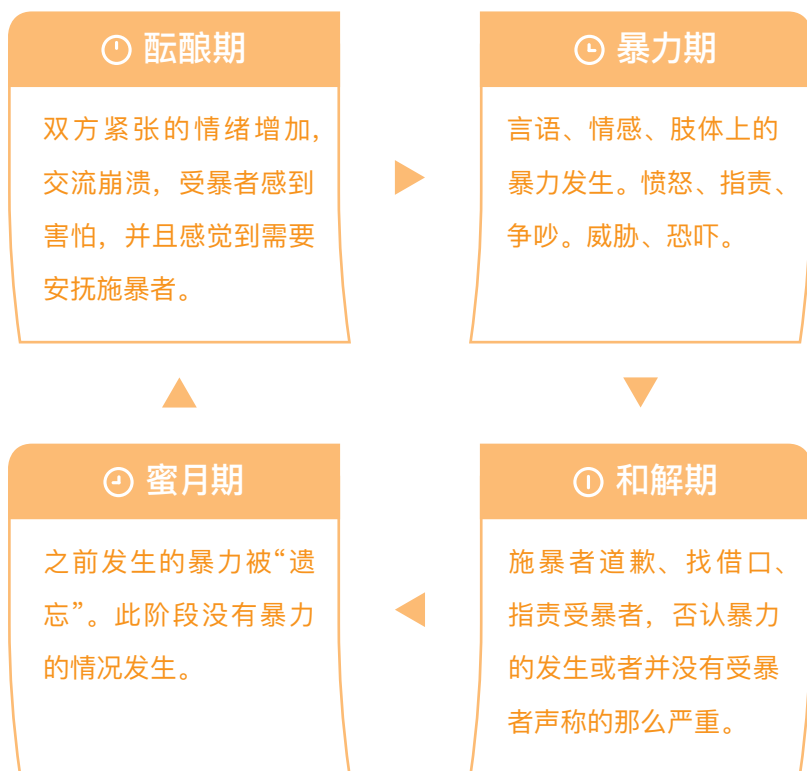 酝酿期
双方紧张的情绪增加,
交流崩溃，受暴者感到
害怕，并且感觉到需要
安抚施暴者。
暴力期
言语、情感、肢体上的
暴力发生。愤怒、指责、
争吵。威胁、恐吓。
蜜月期
之前发生的暴力被“遗
忘”。此阶段没有暴力
的情况发生。
和解期
施暴者道歉、找借口、
指责受暴者，否认暴力
的发生或者并没有受暴
者声称的那么严重。